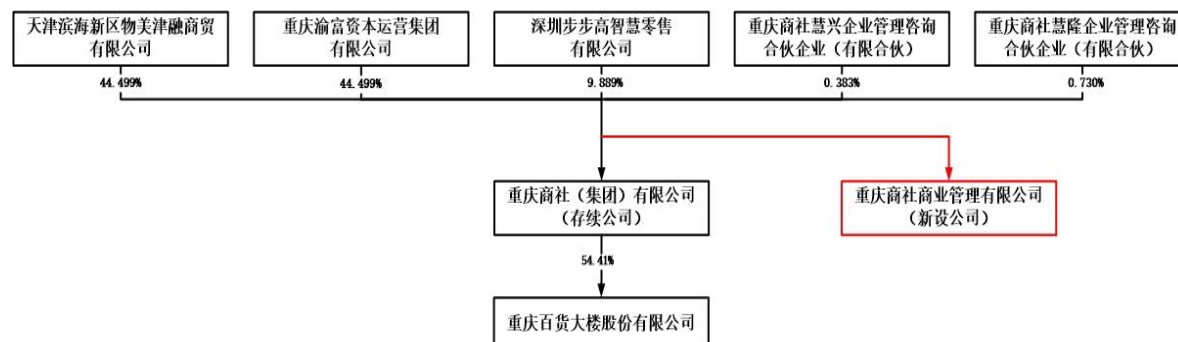 天津滨海新区物美津融商贸
有限公司
重庆渝富资本运营集团
有限公司
深圳步步高智慧零售
有限公司
重庆商社慧兴企业管理咨询
合伙企业（有限合伙）
重庆商社慧隆企业管理咨询
合伙企业（有限合伙）
44.499%
44.499%
9.889%
0.383%
0.730%
重庆商社（集团）有限公司
（存续公司）
重庆商社商业管理有限公司
（新设公司）
54.41%
重庆百货大楼股份有限公司